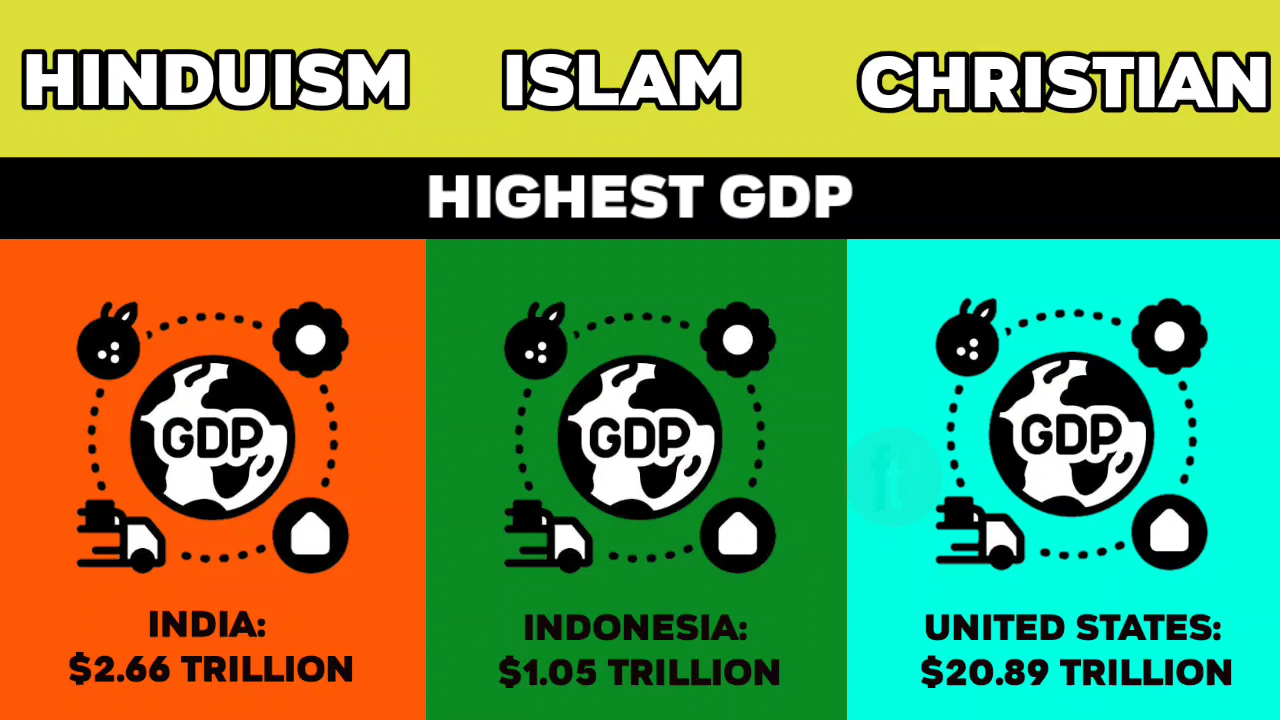 HINDUISM
ISLAM
CHRISTIAN
HIGHEST GDP
GDP
GDP
GDP
INDIA:
$2.66 TRILLION
INDONESIA:
$1.05 TRILLION
UNITED STATES:
$20.89 TRILLION